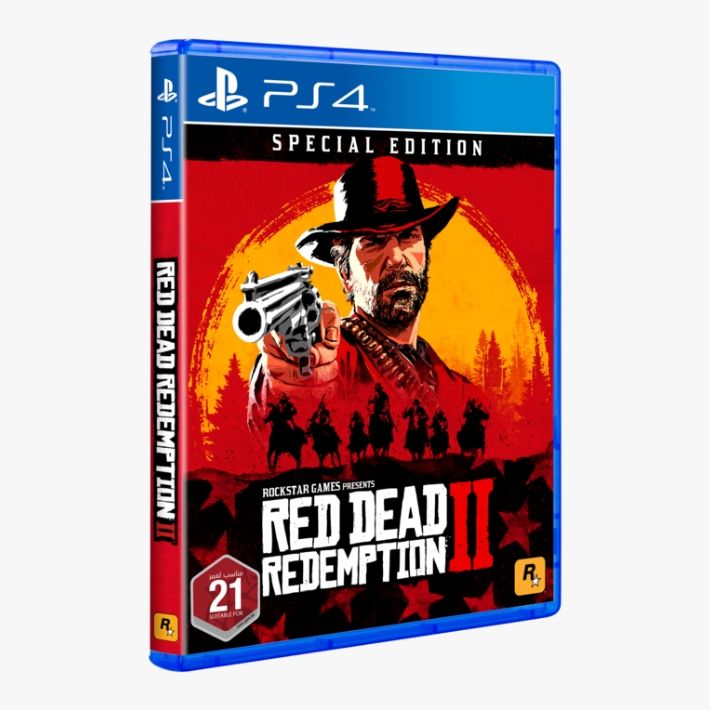 PS4
RED DEAD REDEMPTION II
R
PS4™
SPECIAL EDITION
ROCKSTAR GAMES PRESENTS
RED DEAD
REDEMPTION II
مناسب لعمر
21
SUITABLE FOR
R